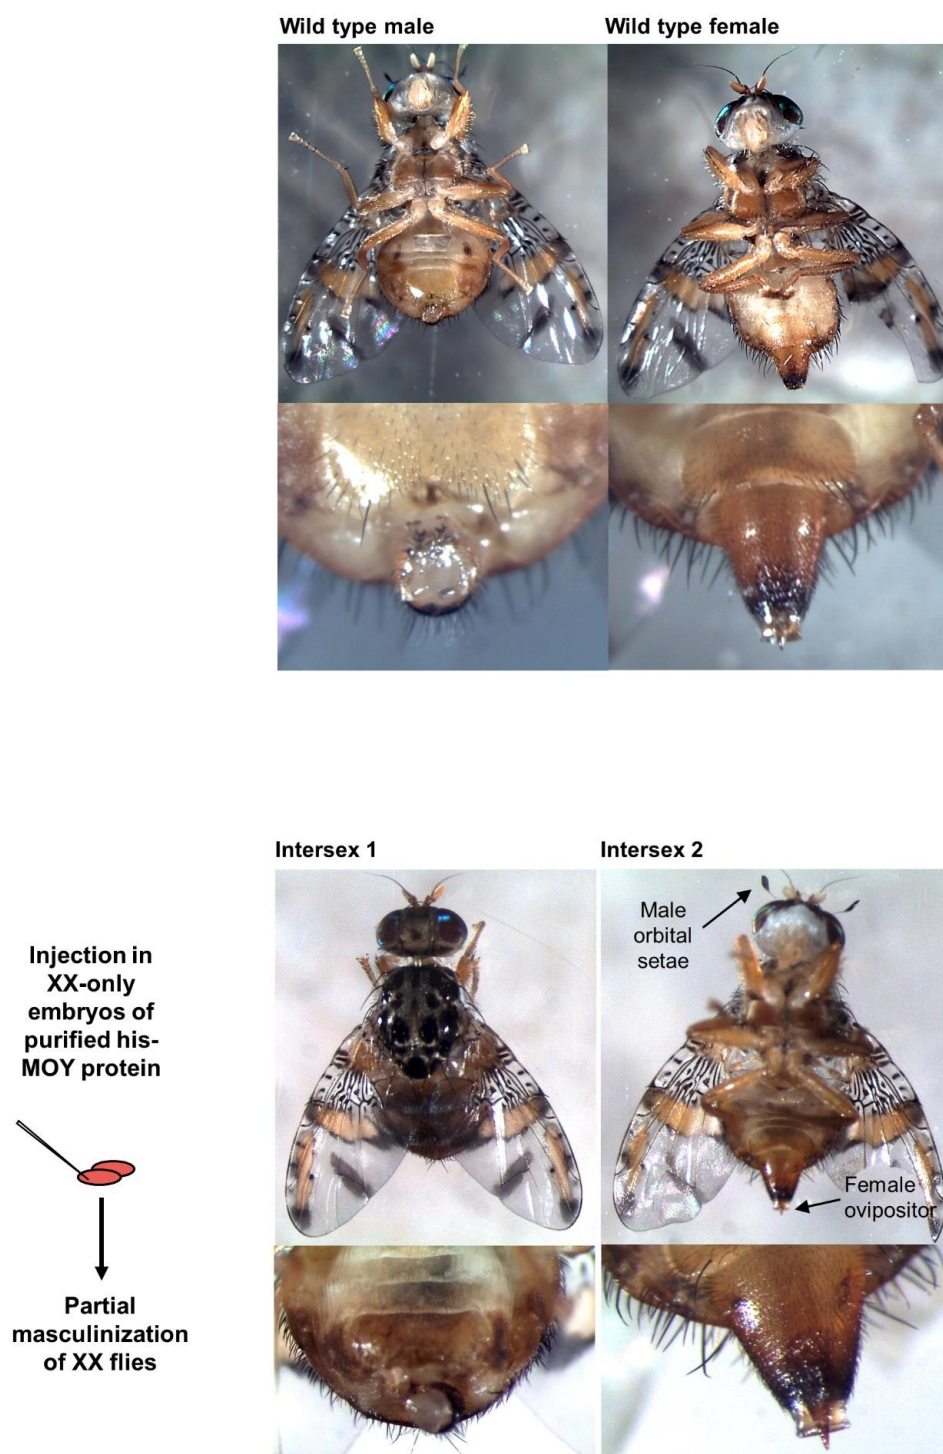 Wild type male
Wild type female
Intersex 1
Intersex 2
Male
orbital
setae
Female
ovipositor
Injection in
XX-only
embryos of
purified his-
MOY protein
Partial
masculinization
of XX flies